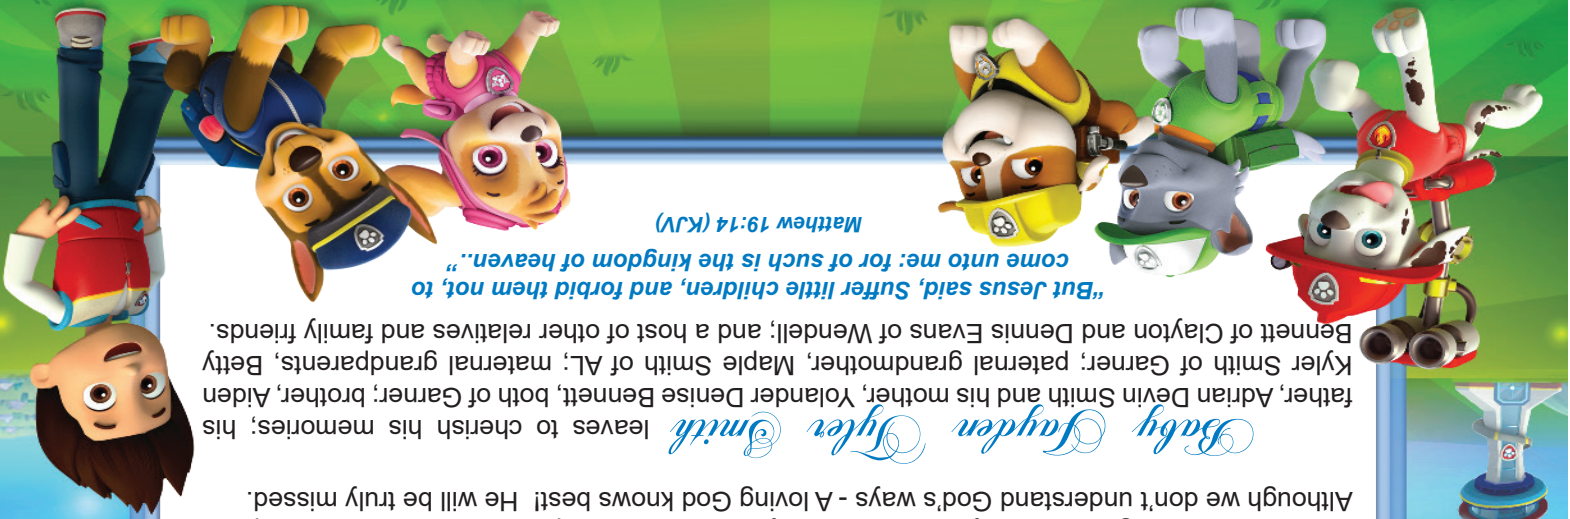 Although we don't understand God's ways - A loving God knows best!  He will be truly missed.
Baby Jayden Tyler Smith leaves to cherish his memories; his
father, Adrian Devin Smith and his mother, Yolander Denise Bennett, both of Garner; brother, Aiden
Kyler Smith of Garner; paternal grandmother, Maple Smith of AL; maternal grandparents, Betty
Bennett of Clayton and Dennis Evans of Wendell; and a host of other relatives and family friends.
"But Jesus said, Suffer little children, and forbid them not, to
come unto me: for of such is the kingdom of heaven.."
Matthew 19:14 (KJV)